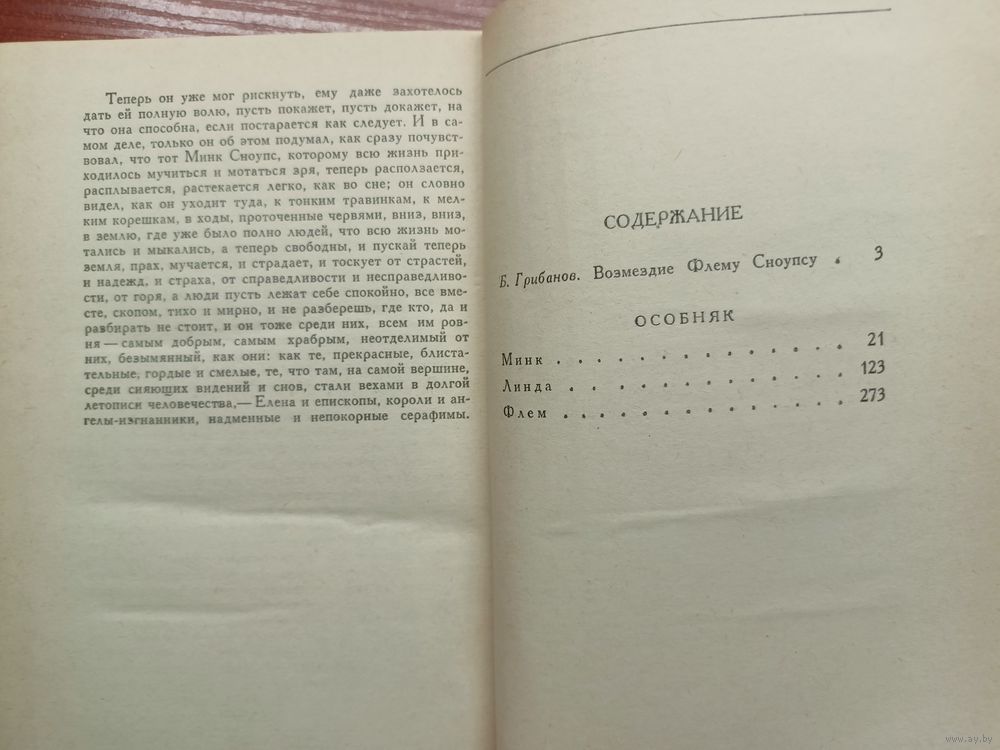 Теперь он уже мог рискнуть, ему даже захотелось
дать ей полную волю, пусть покажет, пусть докажет, на
что она способна, если постарается как следует. И в са-
мом деле, только он об этом подумал, как сразу почувст-
вовал, что тот Минк Сноупс, которому всю жизнь при-
ходилось мучиться и мотаться зря, теперь расползается,
расплывается, растекается легко, как во сне; он словно
видел, как он уходит туда, к тонким травинкам, к мел-
ким корешкам, в ходы, проточенные червями, вниз, вниз,
в землю, где уже было полно людей, что всю жизнь мо-
тались и мыкались, а теперь свободны, и пускай теперь
земля, прах, мучается, и страдает, и тоскует от страстей,
и надежд, и страха, от справедливости и несправедливо-
сти, от горя, а люди пусть лежат себе спокойно, все вме-
сте, скопом, тихо и мирно, и не разберешь, где кто, да и
разбирать не стоит, и он тоже среди них, всем им ров-
ня — самым добрым, самым храбрым, неотделимый от
них, безымянный, как они: как те, прекрасные, блиста-
тельные, гордые и смелые, те, что там, на самой вершине,
среди сияющих видений и снов, стали вехами в долгой
летописи человечества,— Елена и епископы, короли и ан-
гелы-изгнанники, надменные и непокорные серафимы.
СОДЕРЖАНИЕ
Б. Грибанов. Возмездие Флему Сноупсу . 3
ОСОБНЯК
Минк . . . . . . . . . . . . 21
Линда . . . . . . . . . . . . 123
Флем . . . . . . . . . . . . 273
www.ay.by